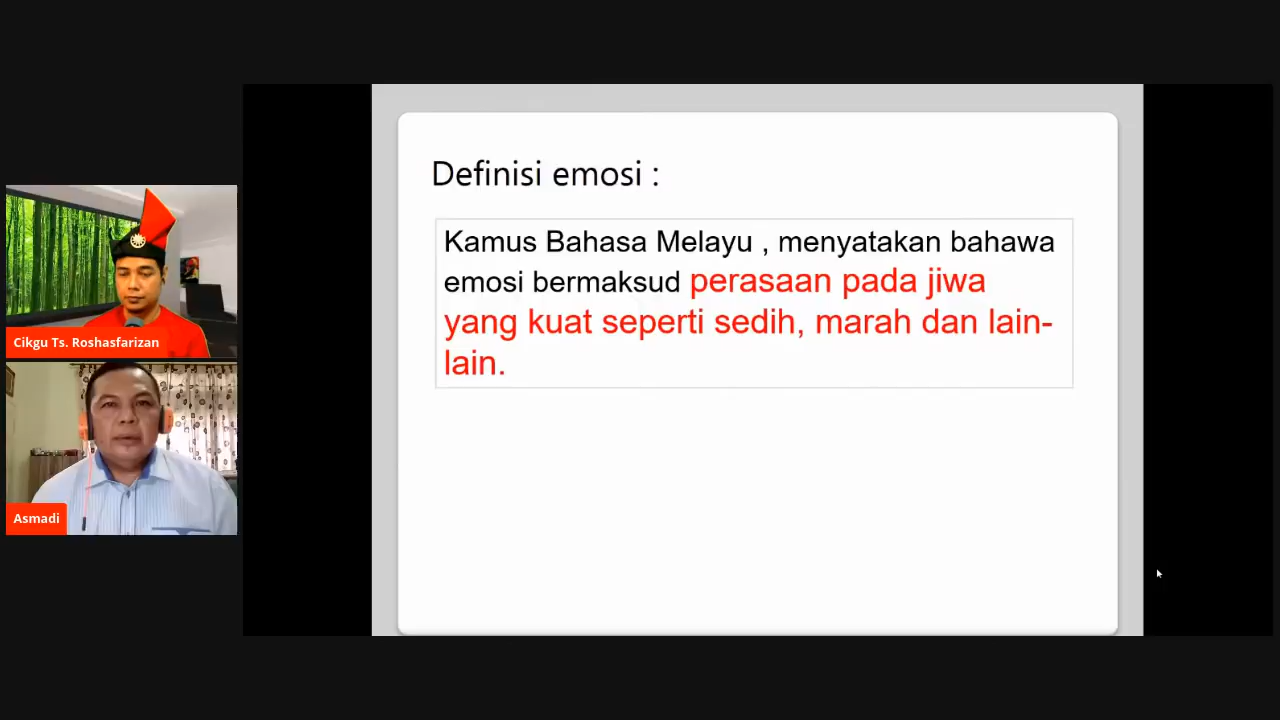 Definisi emosi :
Kamus Bahasa Melayu , menyatakan bahawa
emosi bermaksud perasaan pada jiwa
yang kuat seperti sedih, marah dan lain-
lain.
Cikgu Ts. Roshasfarizan
Asmadi